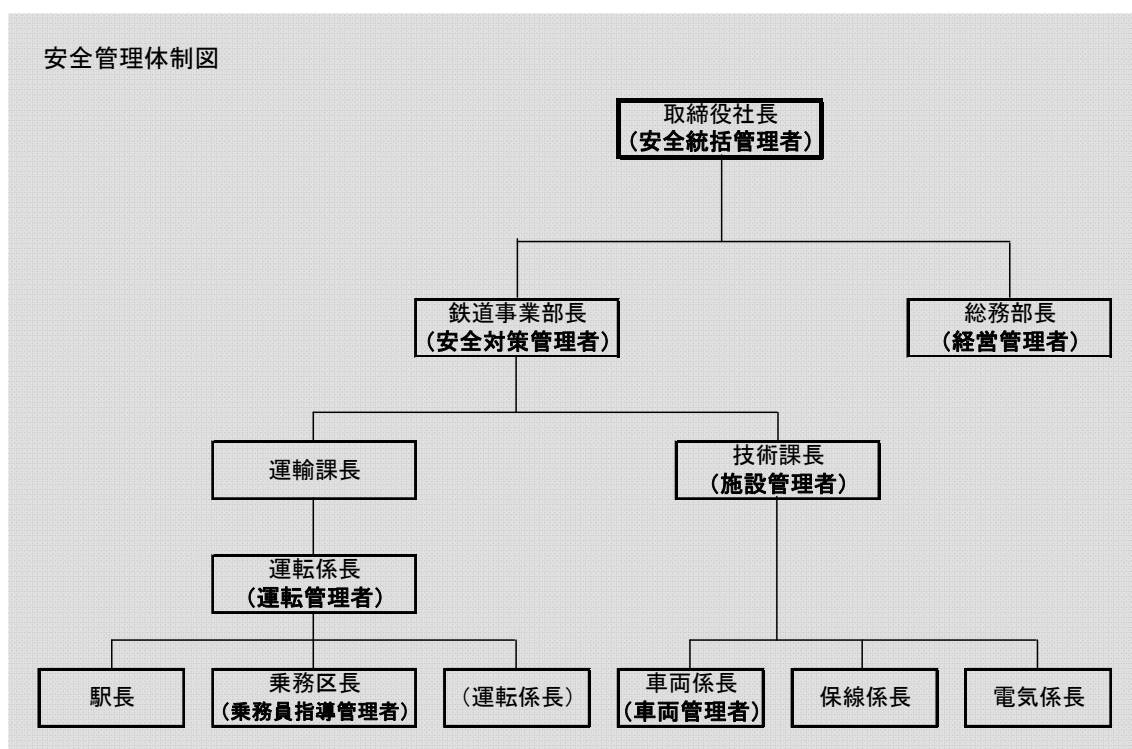 安全管理体制図
取締役社長
（安全統括管理者）
鉄道事業部長
（安全対策管理者）
総務部長
（経営管理者）
運輸課長
技術課長
（施設管理者）
運転係長
（運転管理者）
駅長
乗務区長
（乗務員指導管理者）
（運転係長）
車両係長
（車両管理者）
保線係長
電気係長